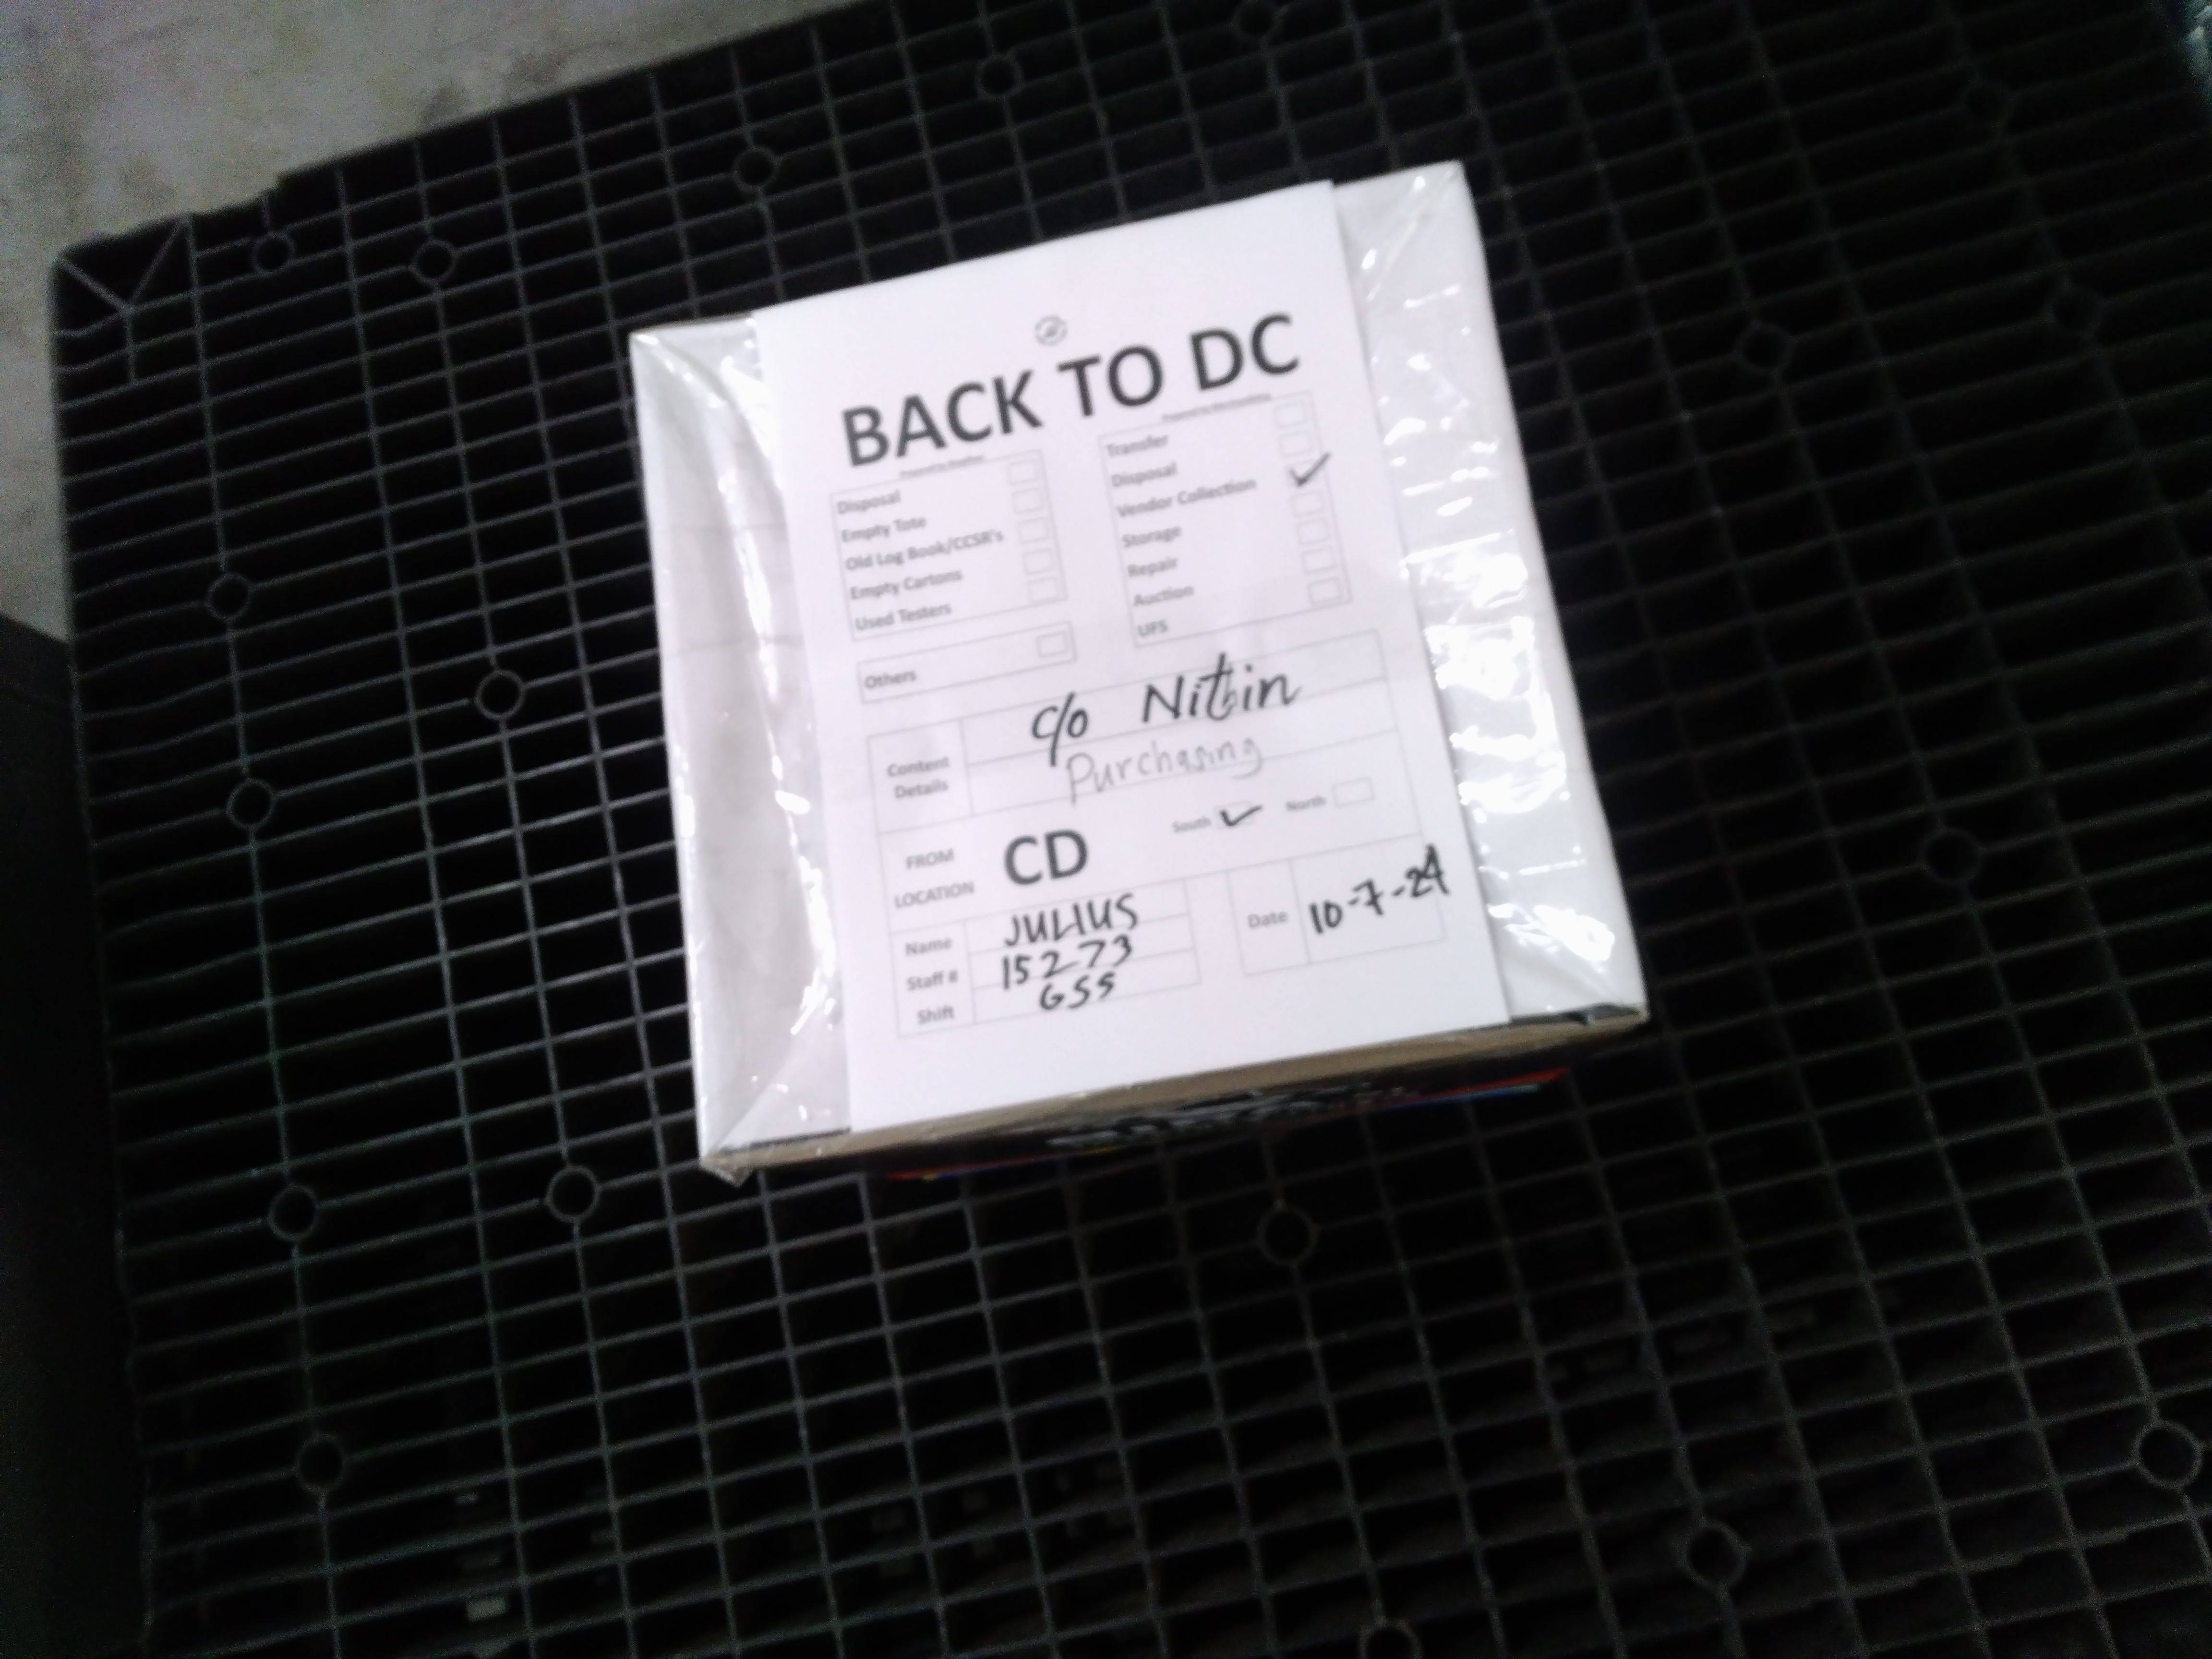 BACK TO DC
Disposal
Empty Tote
Old Log Book/CCSR's
Empty Cartons
Used Testers
Others
Transfer
Disposal
Vendor Collection ✓
Storage
Repair
Auction
UFS
Content Details
c/o Nitin
Purchasing
FROM LOCATION
CD
South ✓ North
Name JULIUS
Staff # 15273
Shift GSS
Date 10-7-24